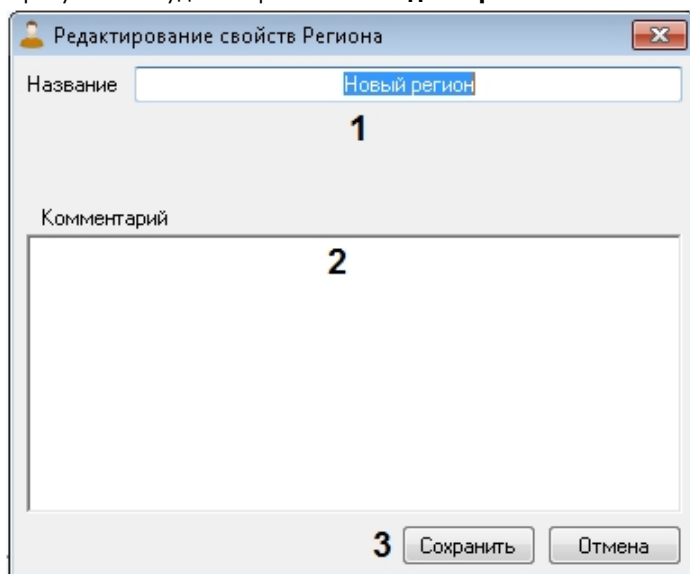 Редактирование свойств Региона
Название Новый регион
1
Комментарий
2
3 Сохранить Отмена